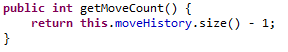 public int getMoveCount() {
    return this.moveHistory.size() - 1;
}